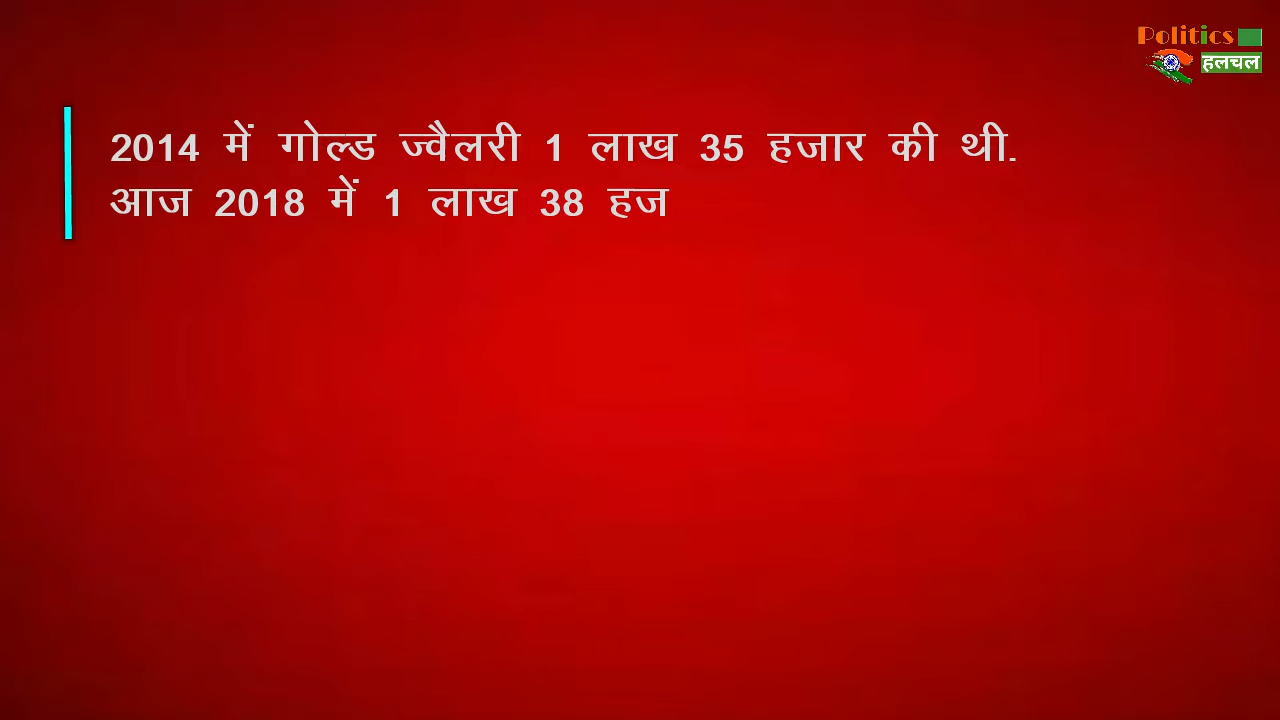 Politics
हलचल
2014 में गोल्ड ज्वैलरी 1 लाख 35 हजार की थी.
आज 2018 में 1 लाख 38 हज